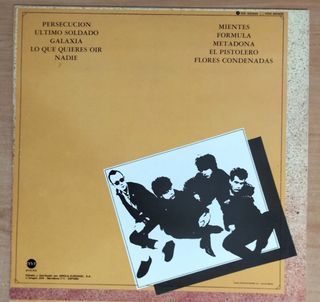 PERSECUCION
ULTIMO SOLDADO
GALAXIA
LO QUE QUIERES OIR
NADIE
MIENTES
FORMULA
METADONA
EL PISTOLERO
FLORES CONDENADAS